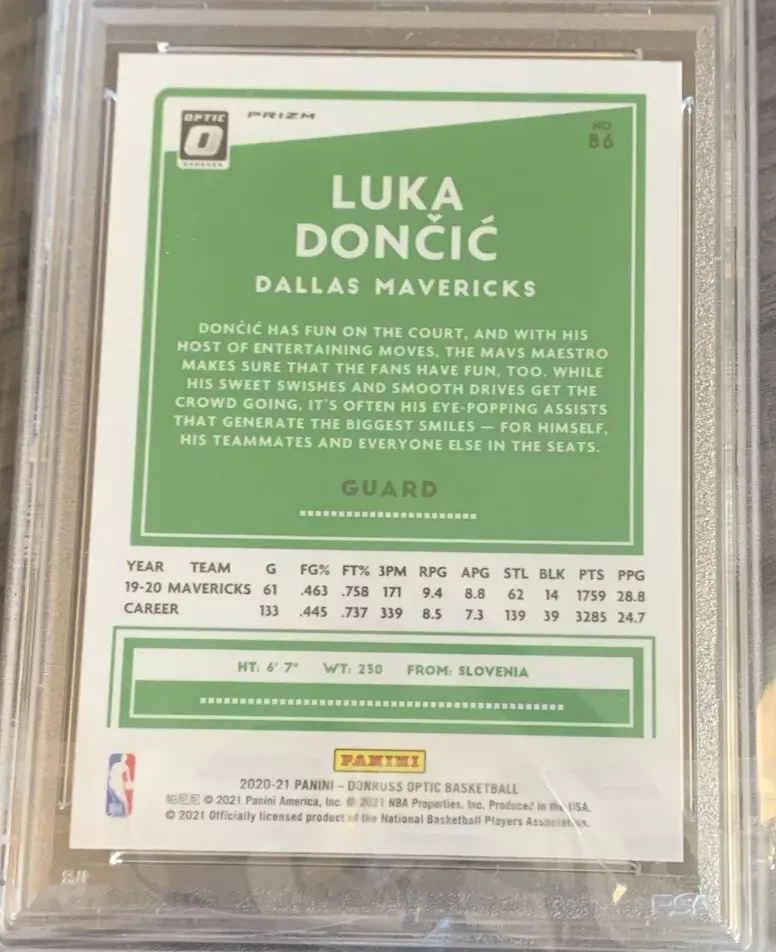 OPTIC
O
DONRUSS
PRIZM
NO
86
LUKA
DONČIĆ
DALLAS MAVERICKS
DONČIĆ HAS FUN ON THE COURT, AND WITH HIS
HOST OF ENTERTAINING MOVES, THE MAVS MAESTRO
MAKES SURE THAT THE FANS HAVE FUN, TOO. WHILE
HIS SWEET SWISHES AND SMOOTH DRIVES GET THE
CROWD GOING, IT'S OFTEN HIS EYE-POPPING ASSISTS
THAT GENERATE THE BIGGEST SMILES — FOR HIMSELF,
HIS TEAMMATES AND EVERYONE ELSE IN THE SEATS.
GUARD
YEAR TEAM G FG% FT% 3PM RPG APG STL BLK PTS PPG
19-20 MAVERICKS 61 .463 .758 171 9.4 8.8 62 14 1759 28.8
CAREER 133 .445 .737 339 8.5 7.3 139 39 3285 24.7
HT: 6' 7" WT: 230 FROM: SLOVENIA
PANINI
2020-21 PANINI – DONRUSS OPTIC BASKETBALL
帕尼尼 © 2021 Panini America, Inc. © 2021 NBA Properties, Inc. Produced in the USA.
© 2021 Officially licensed product of the National Basketball Players Association.
PSA